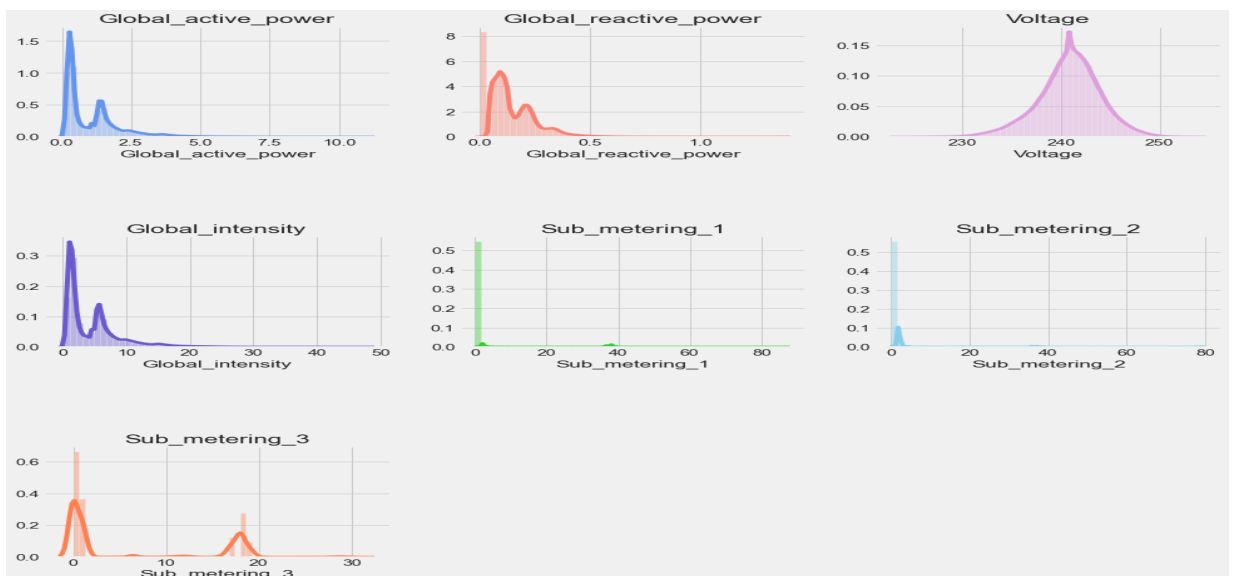 Global_active_power Global_reactive_power Voltage
1.5 8 0.15
6
1.0 0.10
4
0.5 0.05
2
0.0 0 0.00
0.0 2.5 5.0 7.5 10.0 0.0 0.5 1.0 230 240 250
Global_active_power Global_reactive_power Voltage
Global_intensity Sub_metering_1 Sub_metering_2
0.5 0.5
0.3 0.4 0.4
0.2 0.3 0.3
0.2 0.2
0.1 0.1 0.1
0.0 0.0 0.0
0 10 20 30 40 50 0 20 40 60 80 0 20 40 60 80
Global_intensity Sub_metering_1 Sub_metering_2
Sub_metering_3
0.6
0.4
0.2
0.0
0 10 20 30
Sub_metering_3